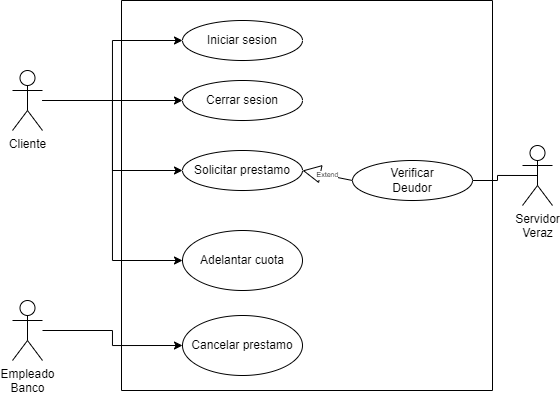 Iniciar sesion
Cerrar sesion
Cliente
Solicitar prestamo
Extend
Verificar
Deudor
Servidor
Veraz
Adelantar cuota
Cancelar prestamo
Empleado
Banco